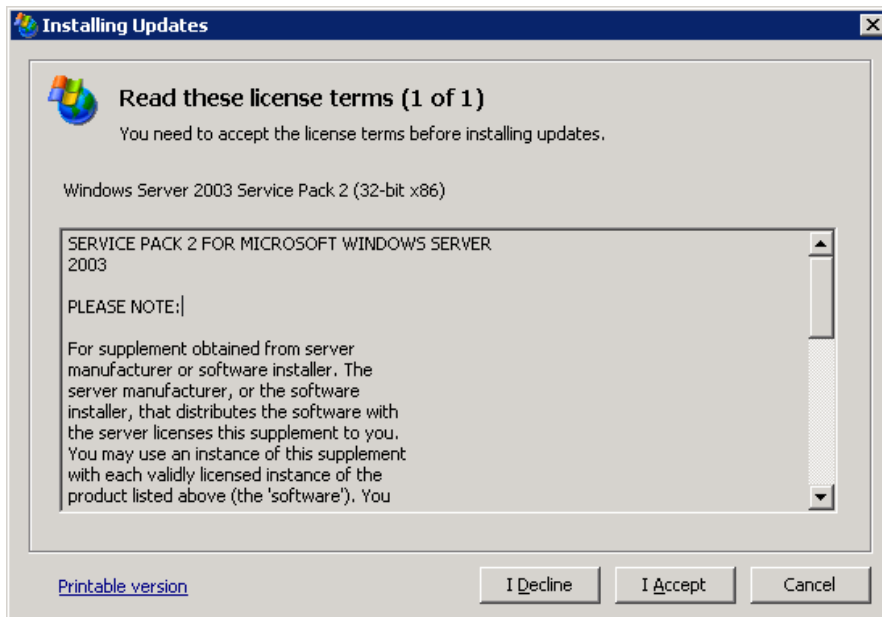 Installing Updates
Read these license terms (1 of 1)
You need to accept the license terms before installing updates.
Windows Server 2003 Service Pack 2 (32-bit x86)
SERVICE PACK 2 FOR MICROSOFT WINDOWS SERVER
2003
PLEASE NOTE:
For supplement obtained from server
manufacturer or software installer. The
server manufacturer, or the software
installer, that distributes the software with
the server licenses this supplement to you.
You may use an instance of this supplement
with each validly licensed instance of the
product listed above (the 'software'). You
Printable version
I Decline
I Accept
Cancel